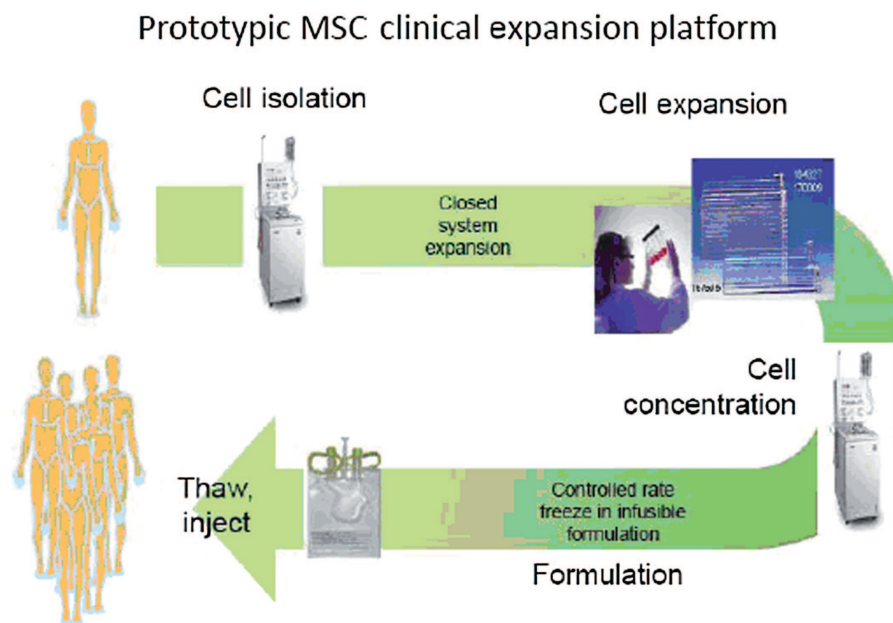 Prototypic MSC clinical expansion platform
Cell isolation
Cell expansion
Closed
system
expansion
Cell
concentration
Thaw,
inject
Controlled rate
freeze in infusible
formulation
Formulation